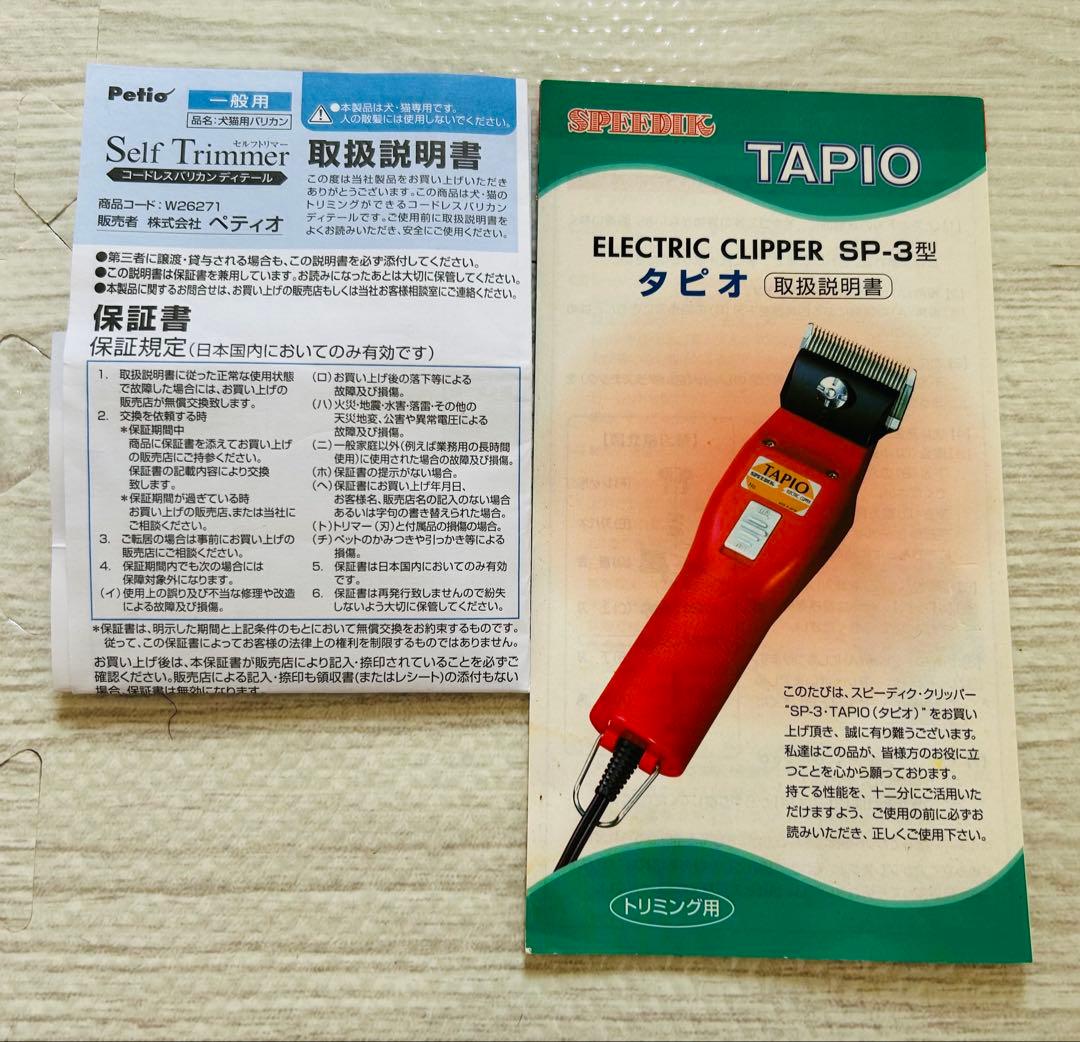 Petio
一般用
品名:犬猫用バリカン
⚠●本製品は犬・猫専用です。
人の散髪には使用しないでください。
セルフトリマー
Self Trimmer
コードレスバリカン ディテール
取扱説明書
この度は当社製品をお買い上げいただき
ありがとうございます。この商品は犬・猫の
トリミングができるコードレスバリカン
ディテールです。ご使用前に取扱説明書を
よくお読みいただき、安全にご使用ください。
商品コード:W26271
販売者 株式会社 ペティオ
●第三者に譲渡・貸与される場合も、この説明書を必ず添付してください。
●この説明書は保証書を兼用しています。お読みになったあとは大切に保管してください。
●本製品に関するお問合せは、お買い上げの販売店もしくは当社お客様相談室にご連絡ください。
保証書
保証規定(日本国内においてのみ有効です)
1. 取扱説明書に従った正常な使用状態
で故障した場合には、お買い上げの
販売店が無償交換致します。
2. 交換を依頼する時
*保証期間中
商品に保証書を添えてお買い上げ
の販売店にご持参ください。
保証書の記載内容により交換
致します。
*保証期間が過ぎている時
お買い上げの販売店、または当社に
ご相談ください。
3. ご転居の場合は事前にお買い上げの
販売店にご相談ください。
4. 保証期間内でも次の場合には
保障対象外になります。
(イ)使用上の誤り及び不当な修理や改造
による故障及び損傷。
(ロ)お買い上げ後の落下等による
故障及び損傷。
(ハ)火災・地震・水害・落雷・その他の
天災地変、公害や異常電圧による
故障及び損傷。
(ニ)一般家庭以外(例えば業務用の長時間
使用)に使用された場合の故障及び損傷。
(ホ)保証書の提示がない場合。
(ヘ)保証書にお買い上げ年月日、
お客様名、販売店名の記入のない場合
あるいは字句の書き替えられた場合。
(ト)トリマー(刃)と付属品の損傷の場合。
(チ)ペットのかみつきや引っかき等による
損傷。
5. 保証書は日本国内においてのみ有効
です。
6. 保証書は再発行致しませんので紛失
しないよう大切に保管してください。
*保証書は、明示した期間と上記条件のもとにおいて無償交換をお約束するものです。
従って、この保証書によってお客様の法律上の権利を制限するものではありません。
お買い上げ後は、本保証書が販売店により記入・捺印されていることを必ずご
確認ください。販売店による記入・捺印も領収書(またはレシート)の添付もない
場合、保証書は無効になります。
SPEEDIK
TAPIO
ELECTRIC CLIPPER SP-3型
タピオ 取扱説明書
TAPIO
SPEEDIK
ELECTRIC CLIPPER
このたびは、スピーディク・クリッパー
"SP-3・TAPIO(タピオ)"をお買い
上げ頂き、誠に有り難うございます。
私達はこの品が、皆様方のお役に立
つことを心から願っております。
持てる性能を、十二分にご活用いた
だけますよう、ご使用の前に必ずお
読みいただき、正しくご使用下さい。
トリミング用